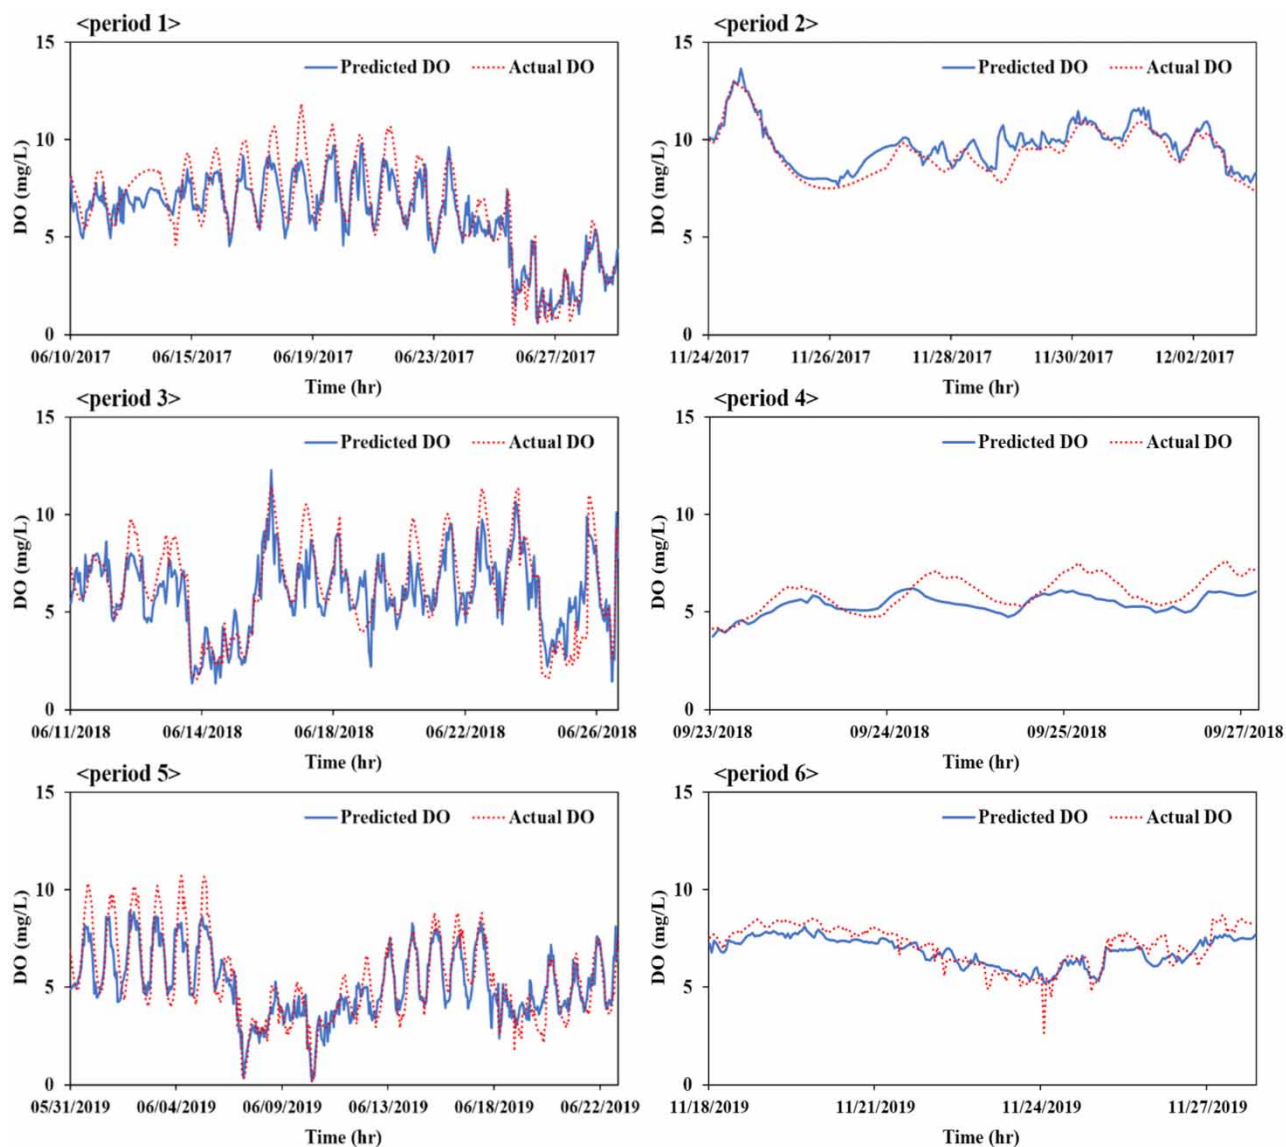 <period 1>
15
10
5
0
DO (mg/L)
Predicted DO Actual DO
06/10/2017 06/15/2017 06/19/2017 06/23/2017 06/27/2017
Time (hr)
<period 2>
15
10
5
0
DO (mg/L)
Predicted DO Actual DO
11/24/2017 11/26/2017 11/28/2017 11/30/2017 12/02/2017
Time (hr)
<period 3>
15
10
5
0
DO (mg/L)
Predicted DO Actual DO
06/11/2018 06/14/2018 06/18/2018 06/22/2018 06/26/2018
Time (hr)
<period 4>
15
10
5
0
DO (mg/L)
Predicted DO Actual DO
09/23/2018 09/24/2018 09/25/2018 09/27/2018
Time (hr)
<period 5>
15
10
5
0
DO (mg/L)
Predicted DO Actual DO
05/31/2019 06/04/2019 06/09/2019 06/13/2019 06/18/2019 06/22/2019
Time (hr)
<period 6>
15
10
5
0
DO (mg/L)
Predicted DO Actual DO
11/18/2019 11/21/2019 11/24/2019 11/27/2019
Time (hr)